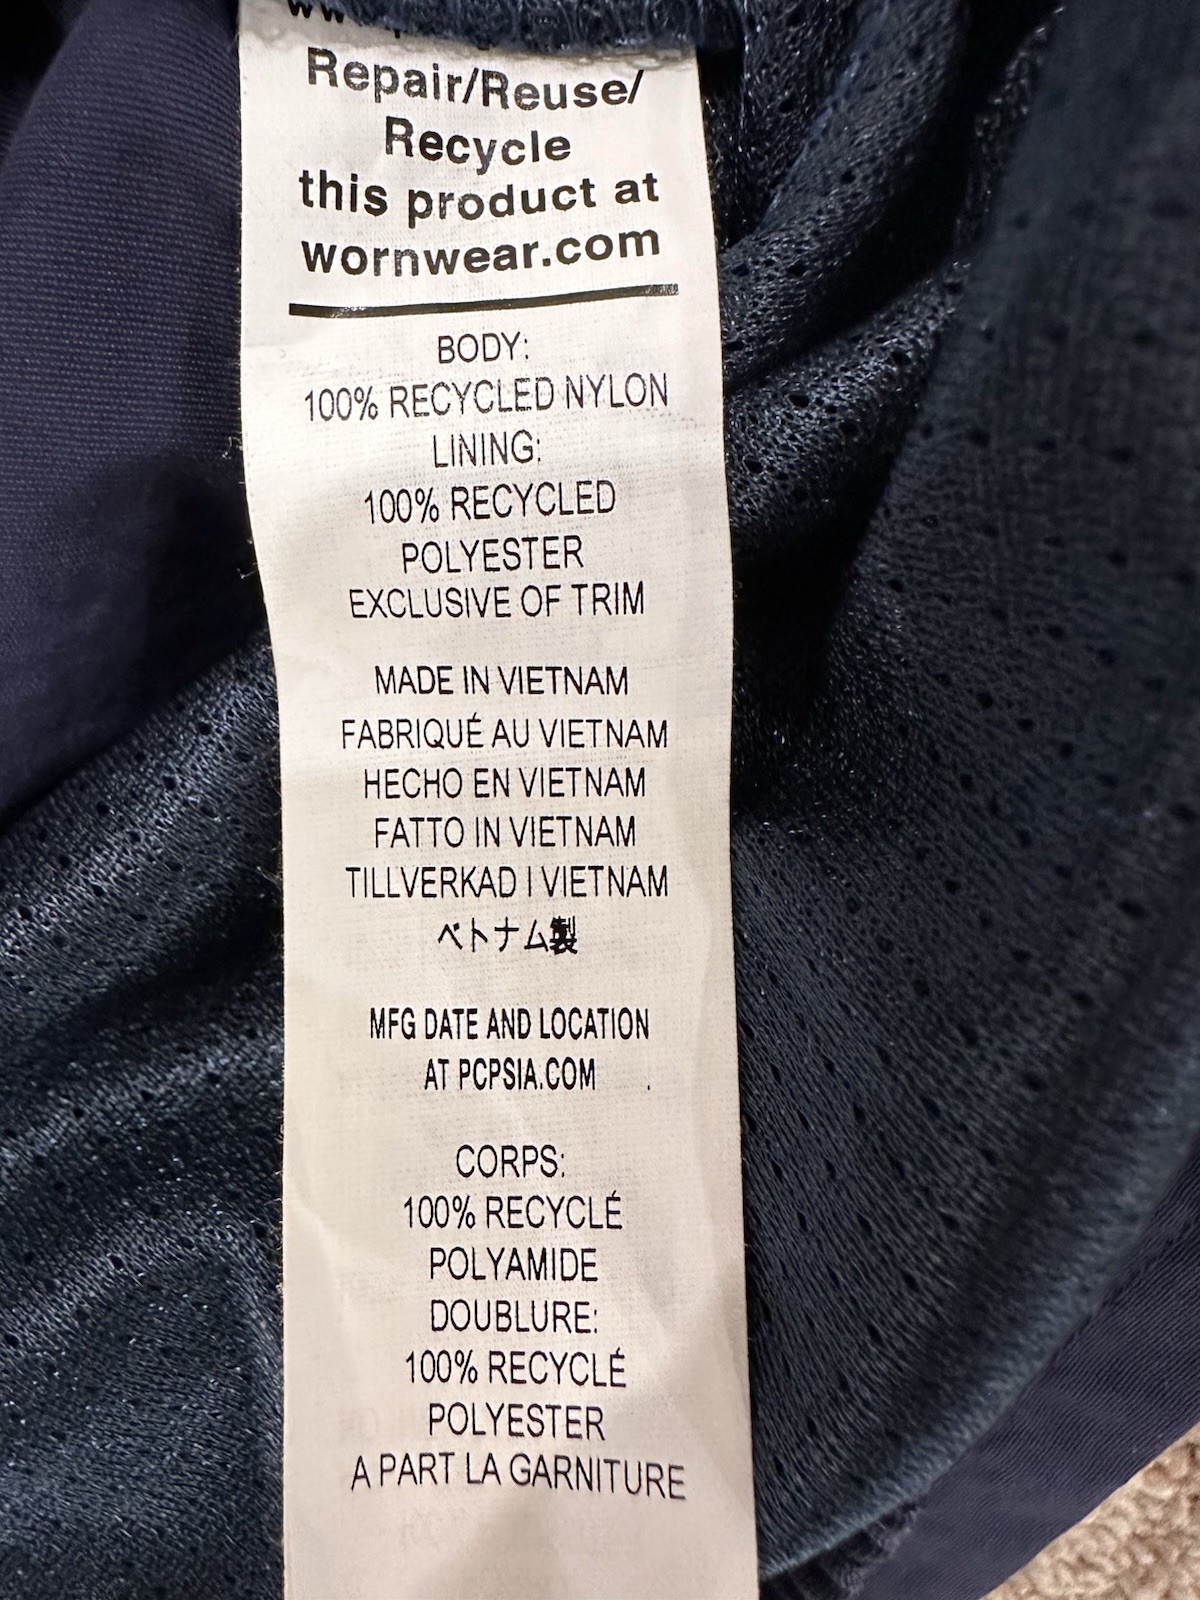 Repair/Reuse/
Recycle
this product at
wornwear.com
BODY:
100% RECYCLED NYLON
LINING:
100% RECYCLED
POLYESTER
EXCLUSIVE OF TRIM
MADE IN VIETNAM
FABRIQUÉ AU VIETNAM
HECHO EN VIETNAM
FATTO IN VIETNAM
TILLVERKAD I VIETNAM
ベトナム製
MFG DATE AND LOCATION
AT PCPSIA.COM
CORPS:
100% RECYCLÉ
POLYAMIDE
DOUBLURE:
100% RECYCLÉ
POLYESTER
A PART LA GARNITURE